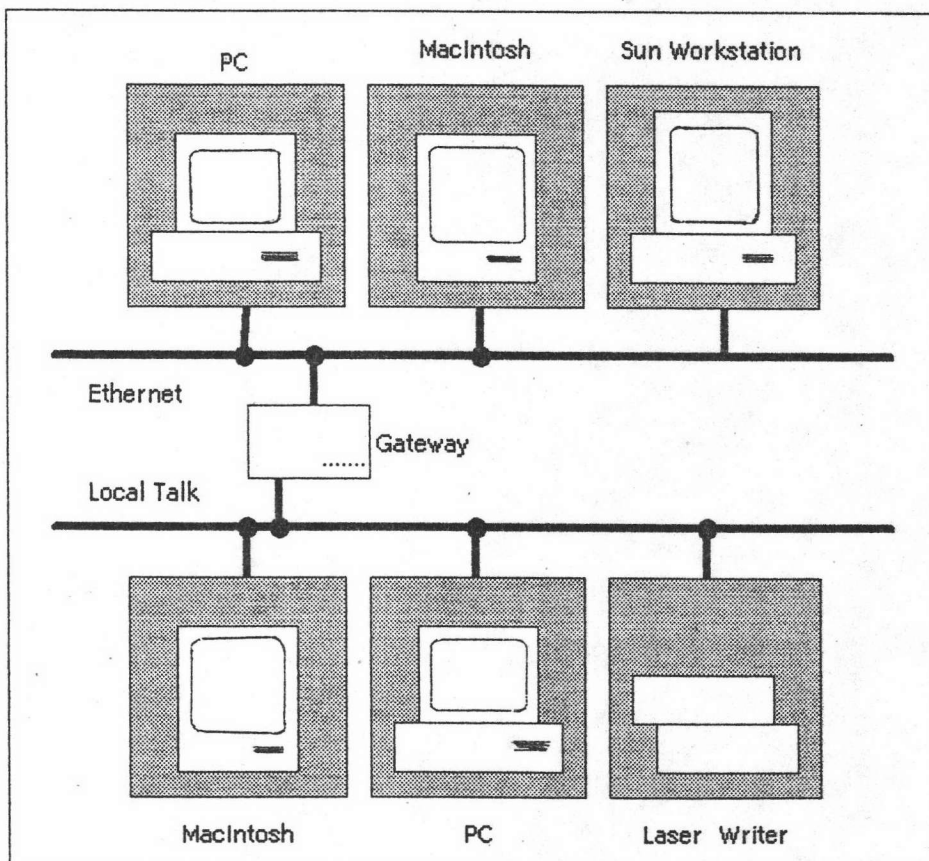 PC
MacIntosh
Sun Workstation
Ethernet
Gateway
Local Talk
MacIntosh
PC
Laser Writer